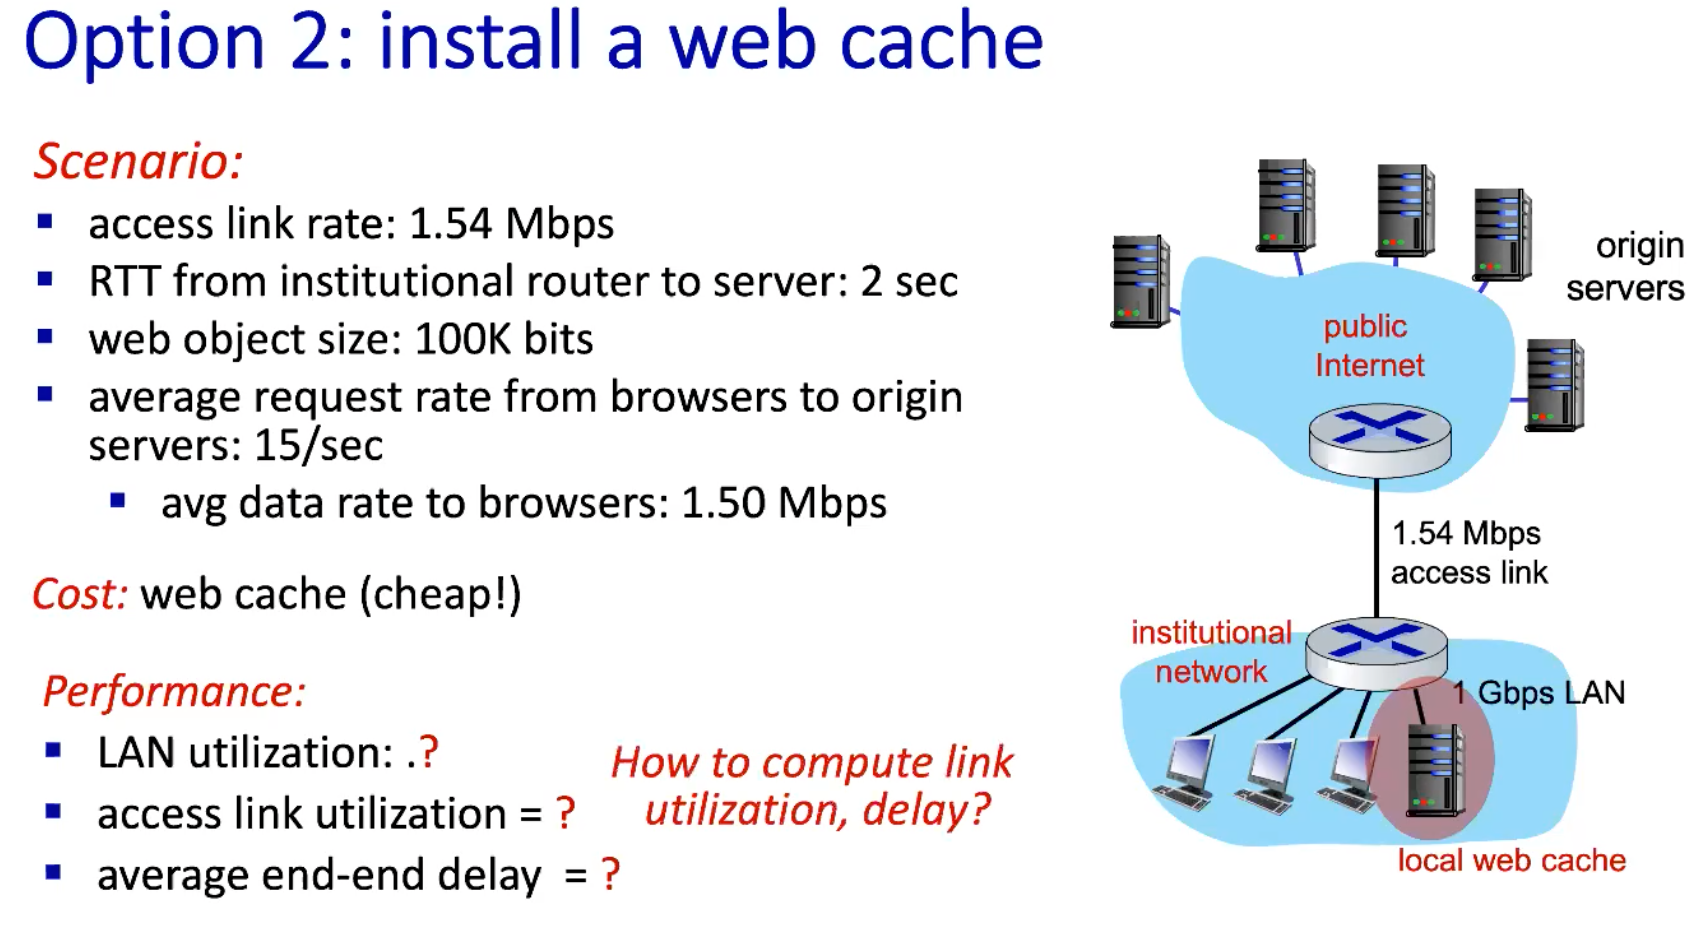 Option 2: install a web cache
Scenario:
▪ access link rate: 1.54 Mbps
▪ RTT from institutional router to server: 2 sec
▪ web object size: 100K bits
▪ average request rate from browsers to origin
servers: 15/sec
▪ avg data rate to browsers: 1.50 Mbps
Cost: web cache (cheap!)
Performance:
▪ LAN utilization: .?
▪ access link utilization = ?
▪ average end-end delay = ?
How to compute link
utilization, delay?
origin
servers
public
Internet
1.54 Mbps
access link
institutional
network
1 Gbps LAN
local web cache